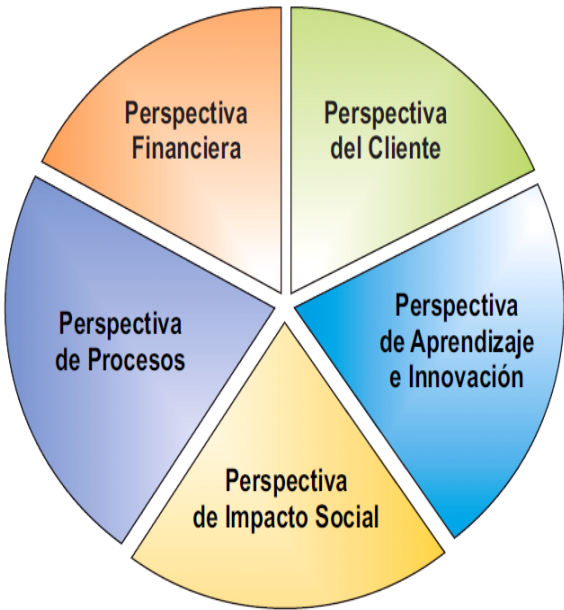 Perspectiva
Financiera
Perspectiva
del Cliente
Perspectiva
de Aprendizaje
e Innovación
Perspectiva
de Procesos
Perspectiva
de Impacto Social